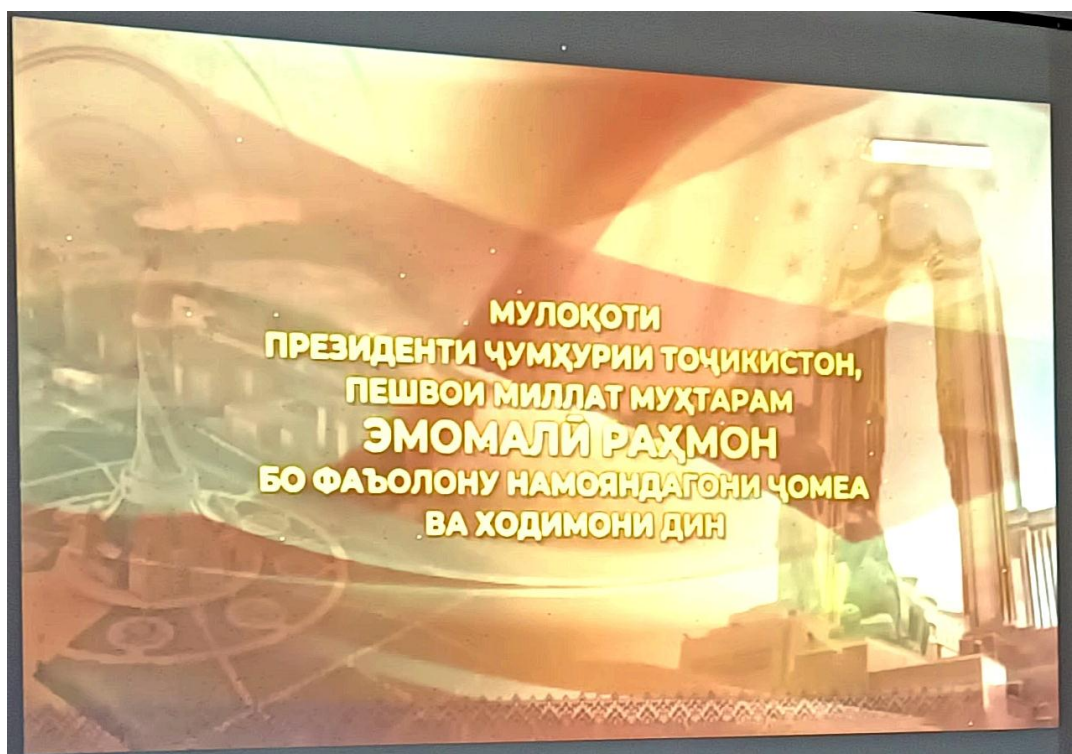 МУЛОҚОТИ
ПРЕЗИДЕНТИ ҶУМҲУРИИ ТОҶИКИСТОН,
ПЕШВОИ МИЛЛАТ МУҲТАРАМ
ЭМОМАЛӢ РАҲМОН
БО ФАЪОЛОНУ НАМОЯНДАГОНИ ҶОМЕА
ВА ХОДИМОНИ ДИН